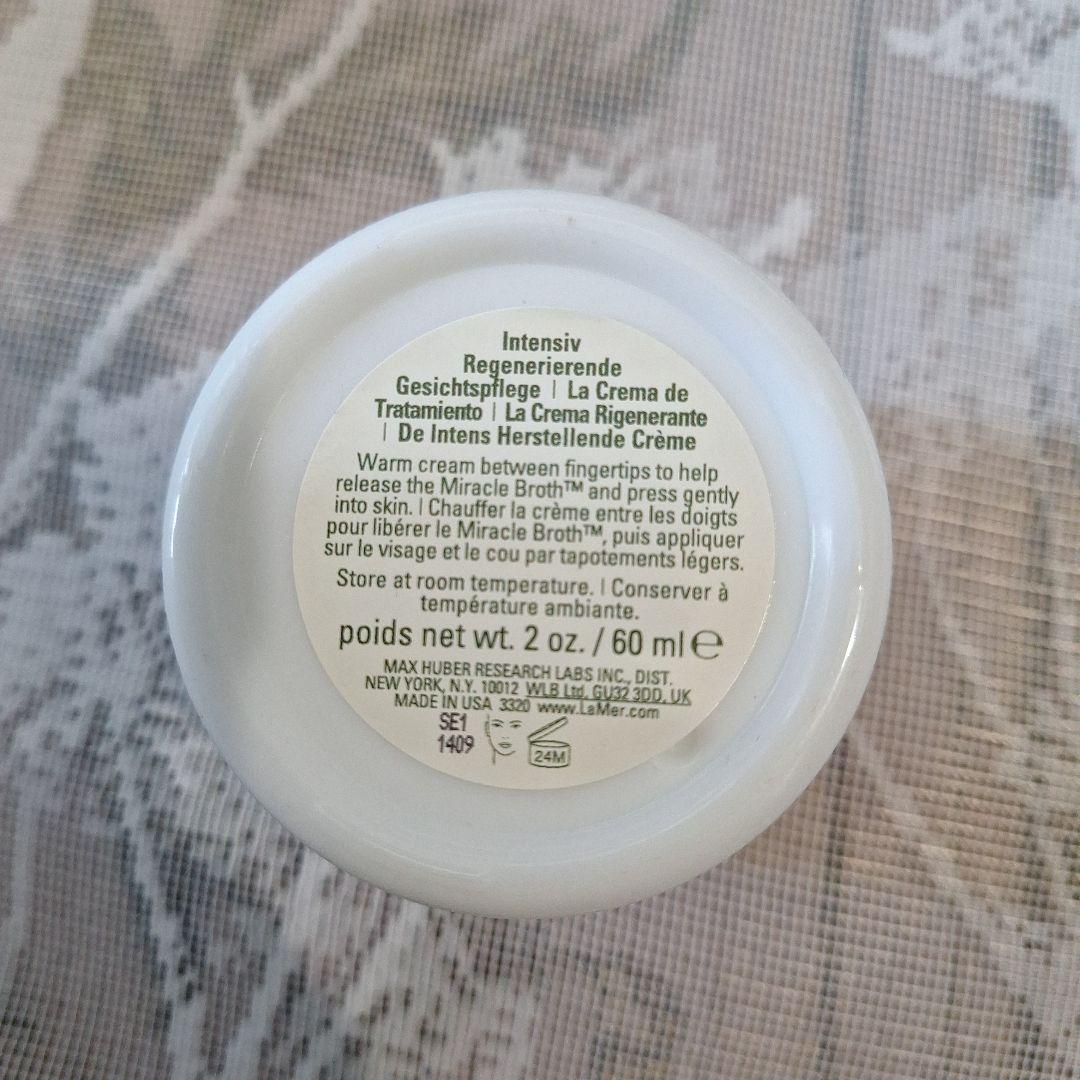 Intensiv
Regenerierende
Gesichtspflege | La Crema de
Tratamiento | La Crema Rigenerante
| De Intens Herstellende Crème
Warm cream between fingertips to help
release the Miracle Broth™ and press gently
into skin. | Chauffer la crème entre les doigts
pour libérer le Miracle Broth™, puis appliquer
sur le visage et le cou par tapotements légers.
Store at room temperature. | Conserver à
température ambiante.
poids net wt. 2 oz. / 60 ml ℮
MAX HUBER RESEARCH LABS INC., DIST.
NEW YORK, N.Y. 10012 WLB Ltd, GU32 3DD, UK
MADE IN USA 3320 www.LaMer.com
SE1
1409
24M